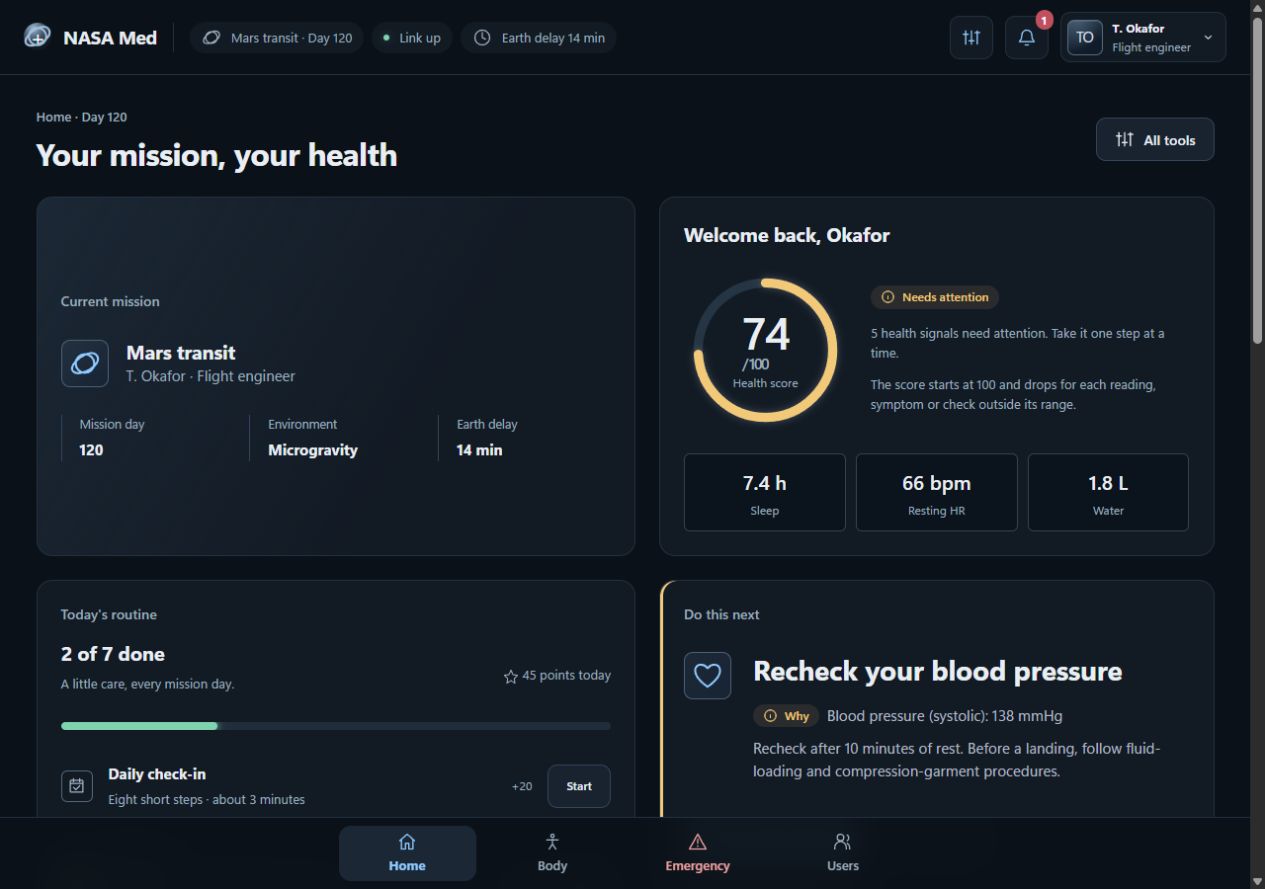 NASA Med
Mars transit · Day 120
Link up
Earth delay 14 min
1
TO
T. Okafor
Flight engineer
Home · Day 120
Your mission, your health
All tools
Current mission
Mars transit
T. Okafor · Flight engineer
Mission day
120
Environment
Microgravity
Earth delay
14 min
Welcome back, Okafor
74
/100
Health score
Needs attention
5 health signals need attention. Take it one step at a
time.
The score starts at 100 and drops for each reading,
symptom or check outside its range.
7.4 h
Sleep
66 bpm
Resting HR
1.8 L
Water
Today's routine
2 of 7 done
A little care, every mission day.
45 points today
Daily check-in
Eight short steps · about 3 minutes
+20
Start
Do this next
Recheck your blood pressure
Why
Blood pressure (systolic): 138 mmHg
Recheck after 10 minutes of rest. Before a landing, follow fluid-
loading and compression-garment procedures.
Home
Body
Emergency
Users